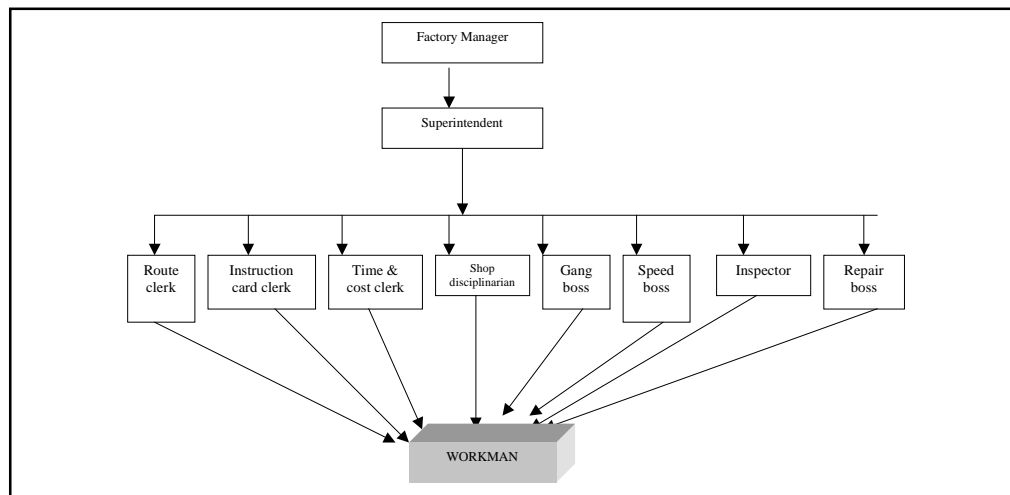 Factory Manager
Superintendent
Route
clerk
Instruction
card clerk
Time &
cost clerk
Shop
disciplinarian
Gang
boss
Speed
boss
Inspector
Repair
boss
WORKMAN